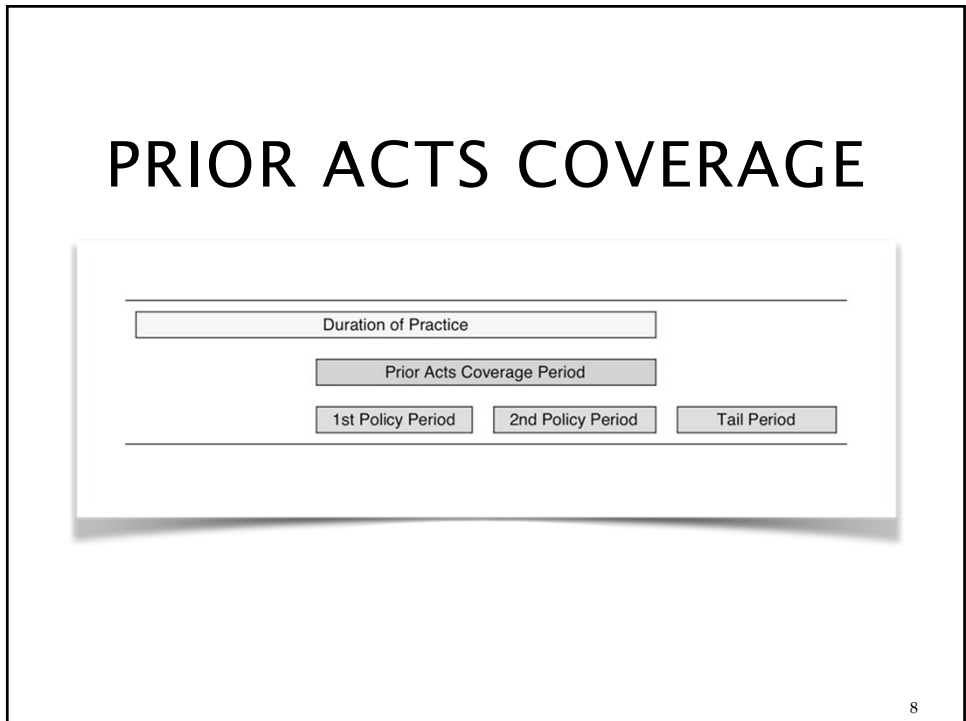 PRIOR ACTS COVERAGE
Duration of Practice
Prior Acts Coverage Period
1st Policy Period 2nd Policy Period Tail Period
8